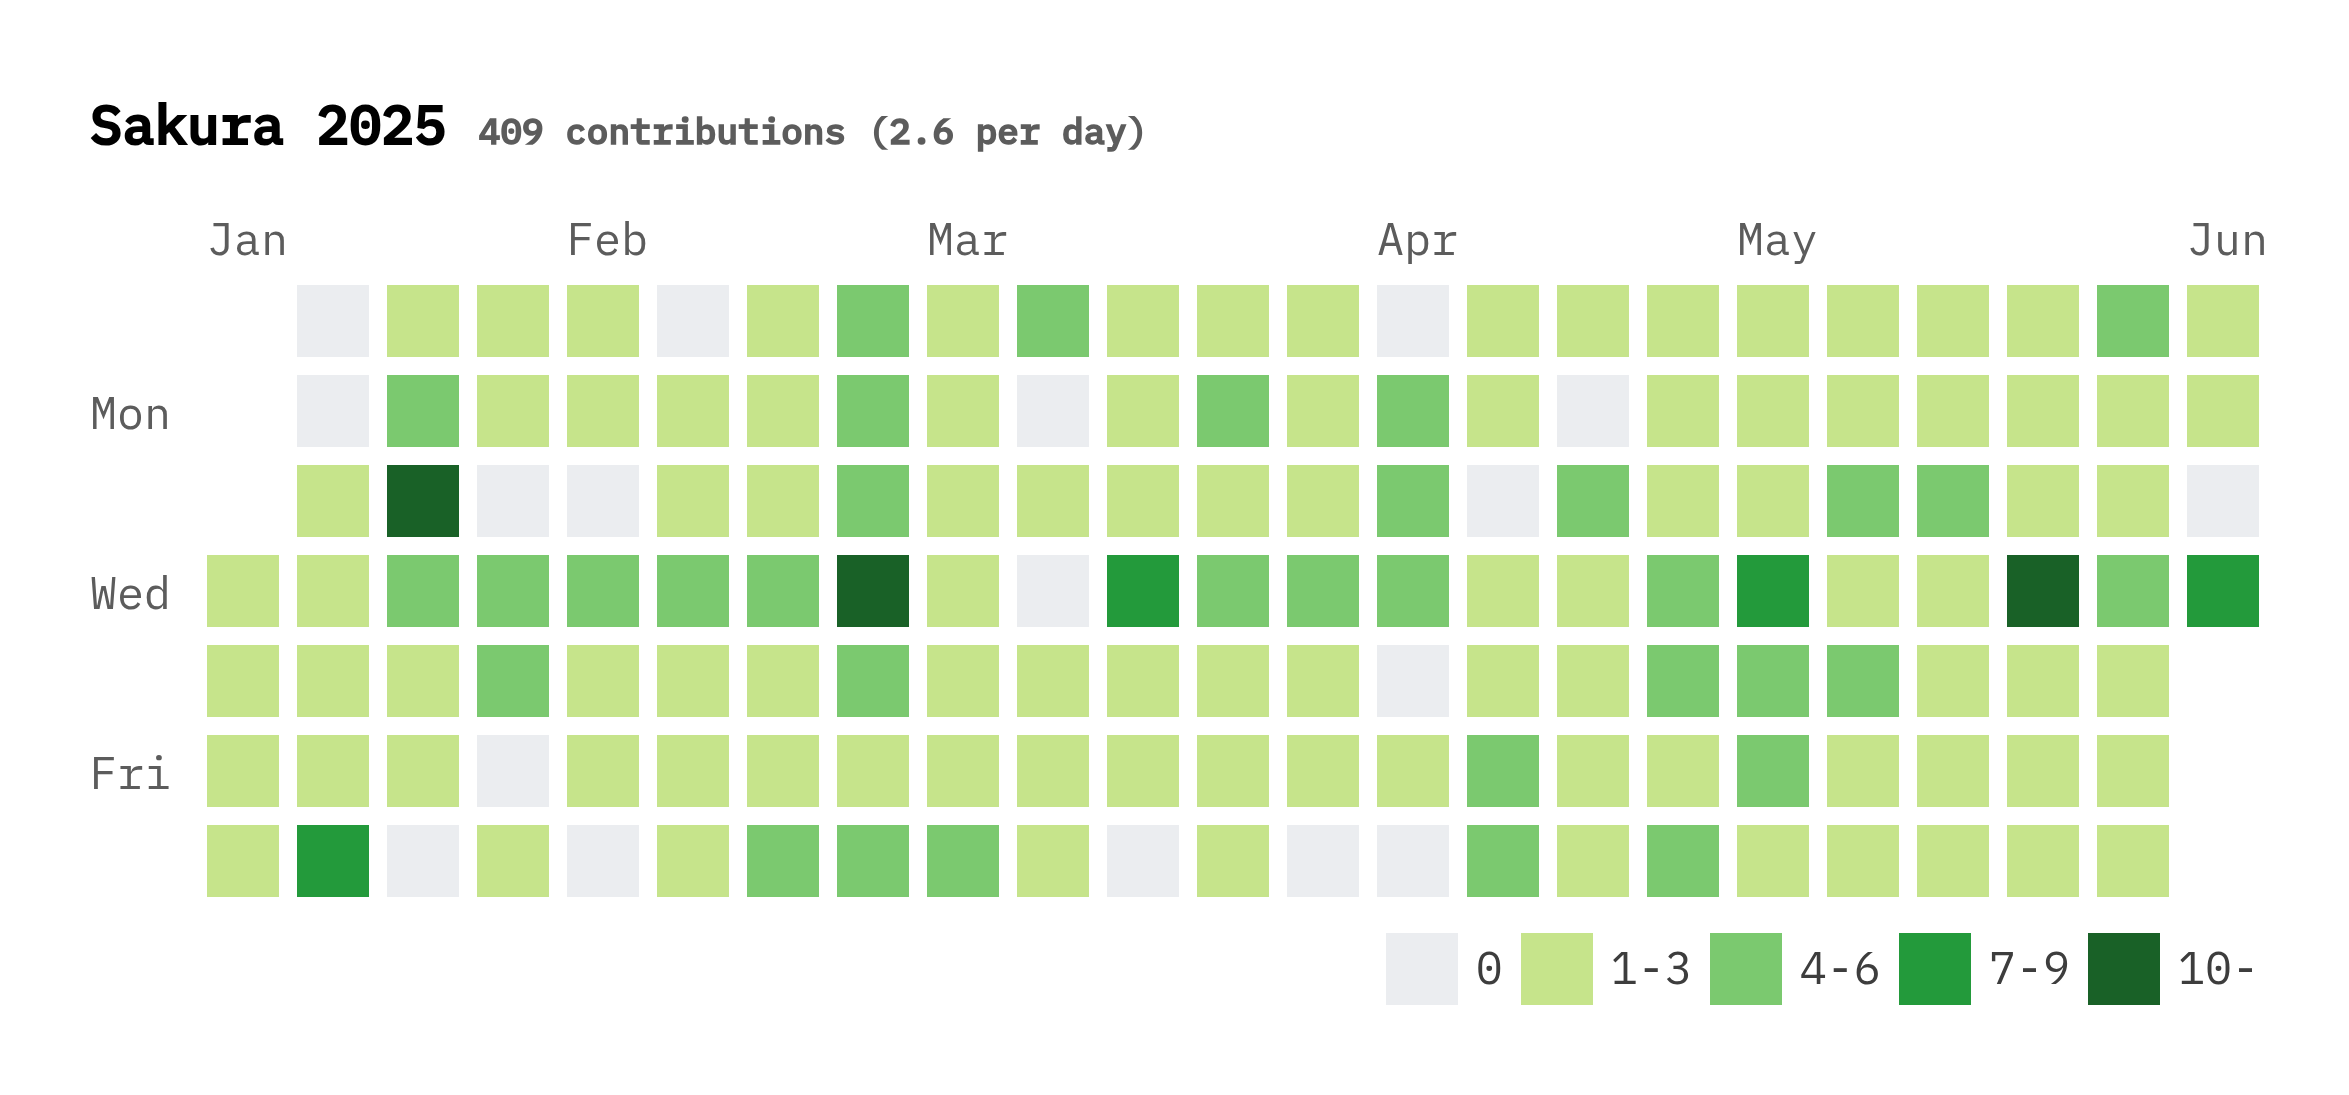 Sakura 2025 409 contributions (2.6 per day)
Jan Feb Mar Apr May Jun
Mon
Wed
Fri
0 1-3 4-6 7-9 10-